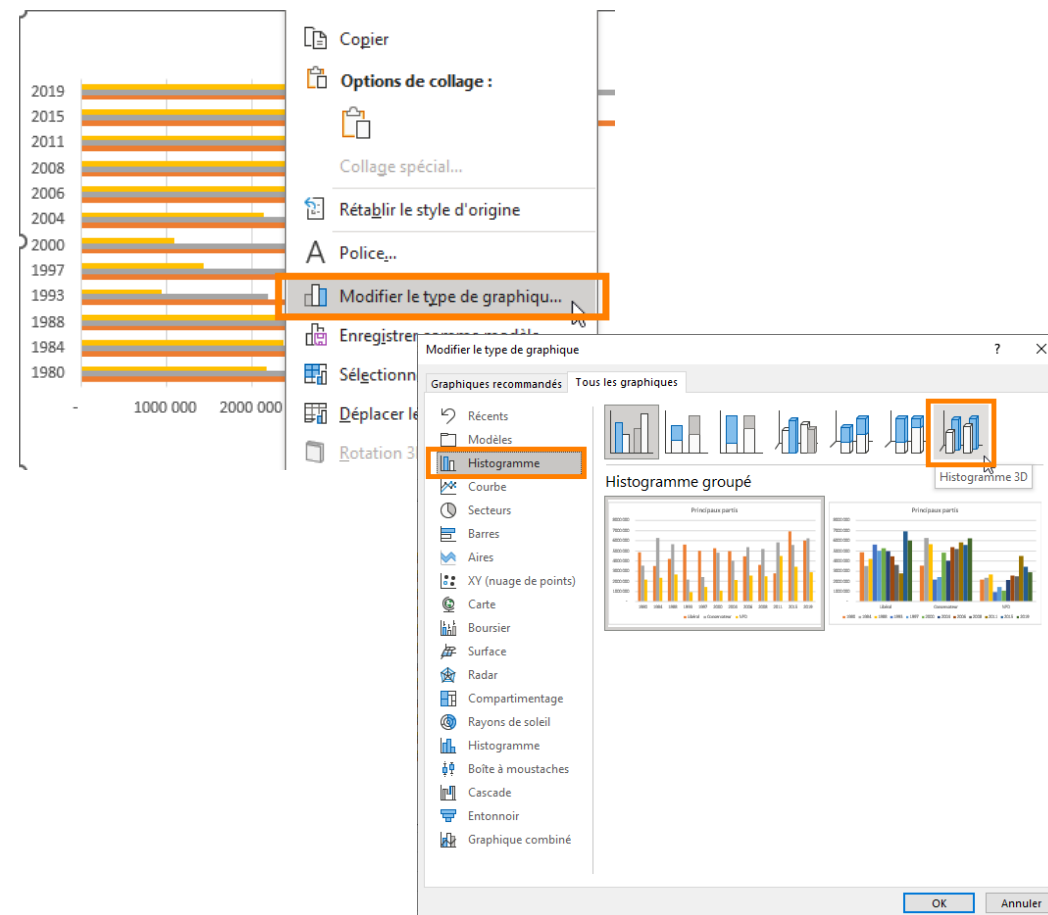 2019
2015
2011
2008
2006
2004
2000
1997
1993
1988
1984
1980
- 1000 000 2000 000
Copier
Options de collage :
Collage spécial...
Rétablir le style d'origine
Police...
Modifier le type de graphiqu...
Enregistrer comme modèle
Sélectionn
Déplacer le
Rotation 3
Modifier le type de graphique ? ×
Graphiques recommandés Tous les graphiques
Récents
Modèles
Histogramme
Courbe
Secteurs
Barres
Aires
XY (nuage de points)
Carte
Boursier
Surface
Radar
Compartimentage
Rayons de soleil
Histogramme
Boîte à moustaches
Cascade
Entonnoir
Graphique combiné
Histogramme 3D
Histogramme groupé
Principaux partis
Principaux partis
OK Annuler